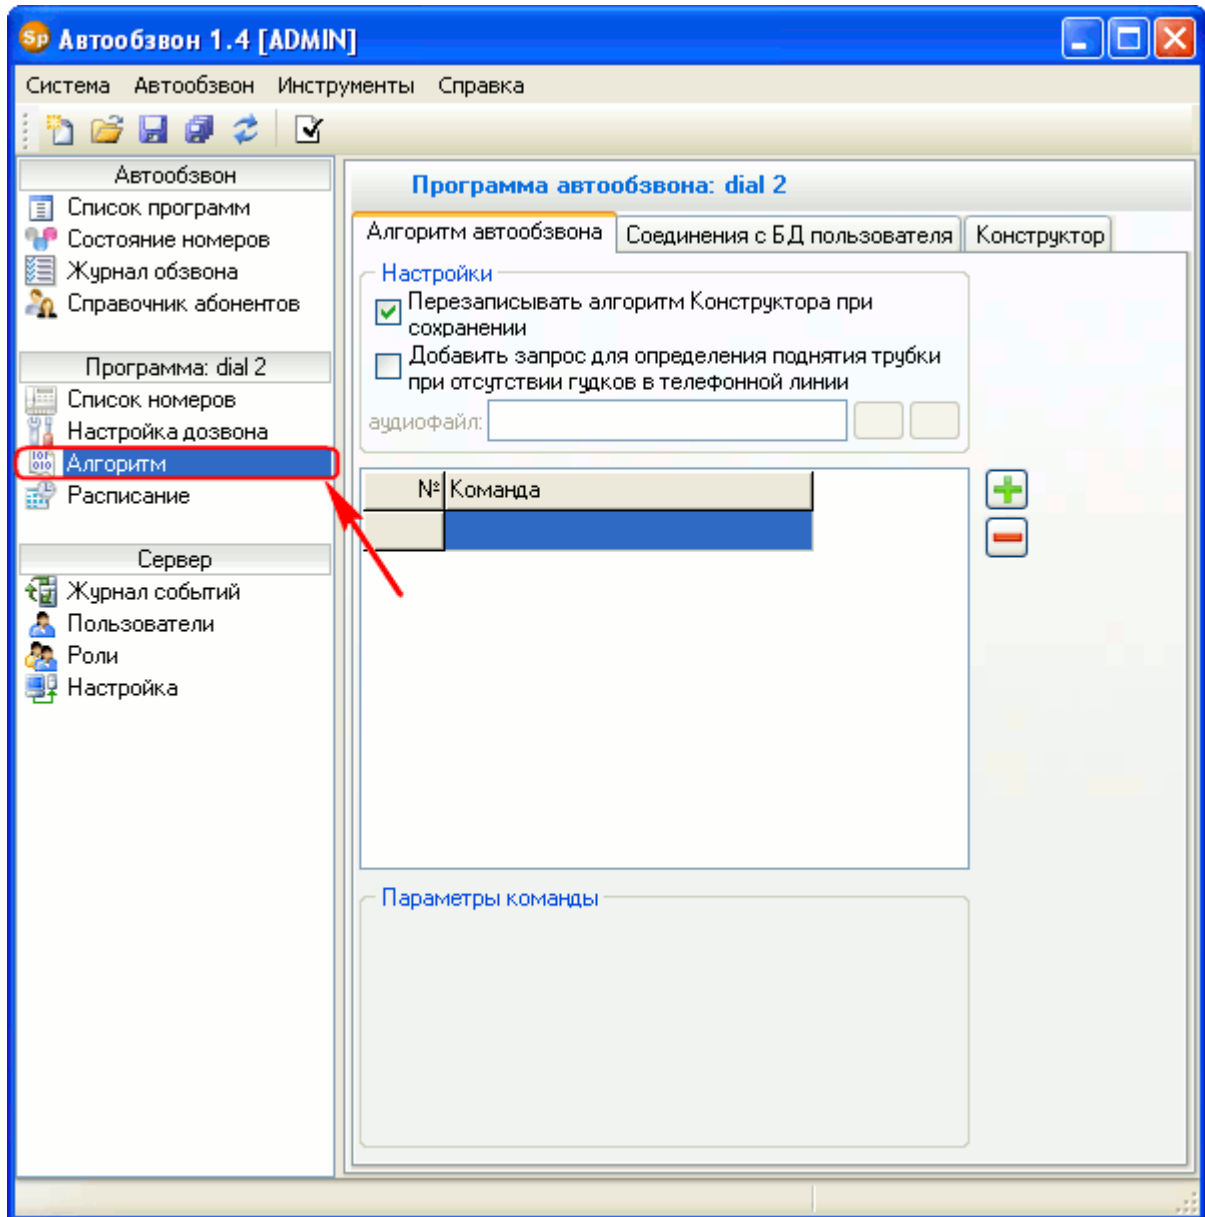 Sp Автообзвон 1.4 [ADMIN]
Система Автообзвон Инструменты Справка
Автообзвон
Список программ
Состояние номеров
Журнал обзвона
Справочник абонентов
Программа: dial 2
Список номеров
Настройка дозвона
Алгоритм
Расписание
Сервер
Журнал событий
Пользователи
Роли
Настройка
Программа автообзвона: dial 2
Алгоритм автообзвона Соединения с БД пользователя Конструктор
Настройки
Перезаписывать алгоритм Конструктора при
сохранении
Добавить запрос для определения поднятия трубки
при отсутствии гудков в телефонной линии
аудиофайл:
№ Команда
Параметры команды